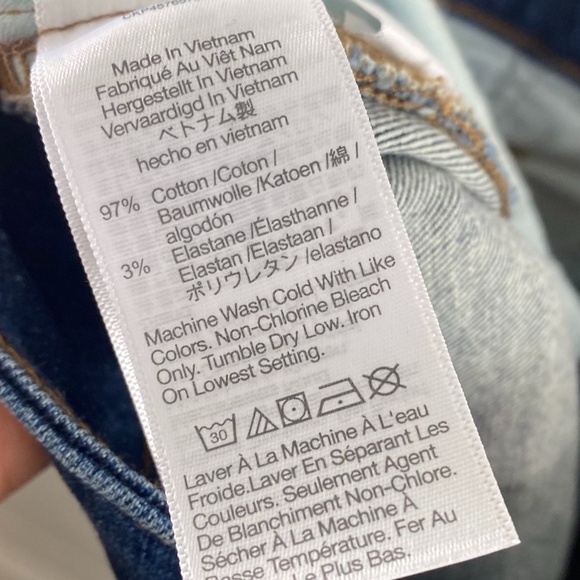 Made In Vietnam
Fabriqué Au Viêt Nam
Hergestellt In Vietnam
Vervaardigd In Vietnam
ベトナム製
hecho en vietnam
97% Cotton /Coton /
Baumwolle /Katoen /綿 /
algodón
3% Elastane /Élasthanne /
Elastan /Elastaan /
ポリウレタン /elastano
Machine Wash Cold With Like
Colors. Non-Chlorine Bleach
Only. Tumble Dry Low. Iron
On Lowest Setting.
30
Laver À La Machine À L'eau
Froide.Laver En Séparant Les
Couleurs. Seulement Agent
De Blanchiment Non-Chlore.
Sécher À La Machine À
Basse Température. Fer Au
Le Plus Bas.